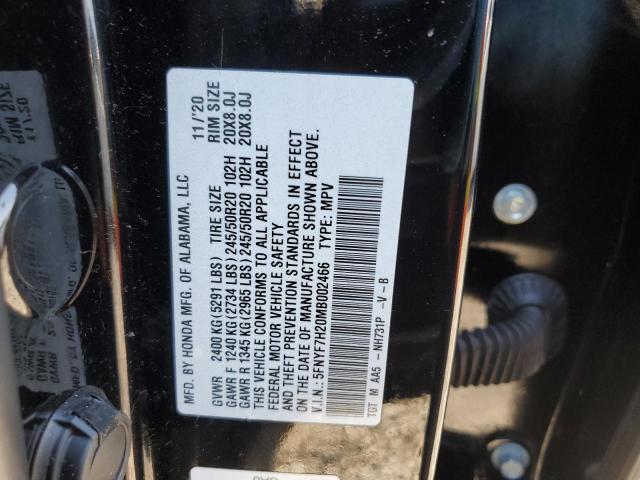 MFD. BY HONDA MFG. OF ALABAMA, LLC 11/'20
GVWR 2400 KG (5291 LBS) TIRE SIZE RIM SIZE
GAWR F 1240 KG (2734 LBS) 245/50R20 102H 20X8.0J
GAWR R 1345 KG (2965 LBS) 245/50R20 102H 20X8.0J
THIS VEHICLE CONFORMS TO ALL APPLICABLE
FEDERAL MOTOR VEHICLE SAFETY
AND THEFT PREVENTION STANDARDS IN EFFECT
ON THE DATE OF MANUFACTURE SHOWN ABOVE.
V.I.N.: 5FNYF7H20MB002466 TYPE: MPV
TGT M AA5 - NH731P -V-B
RIM SIZE